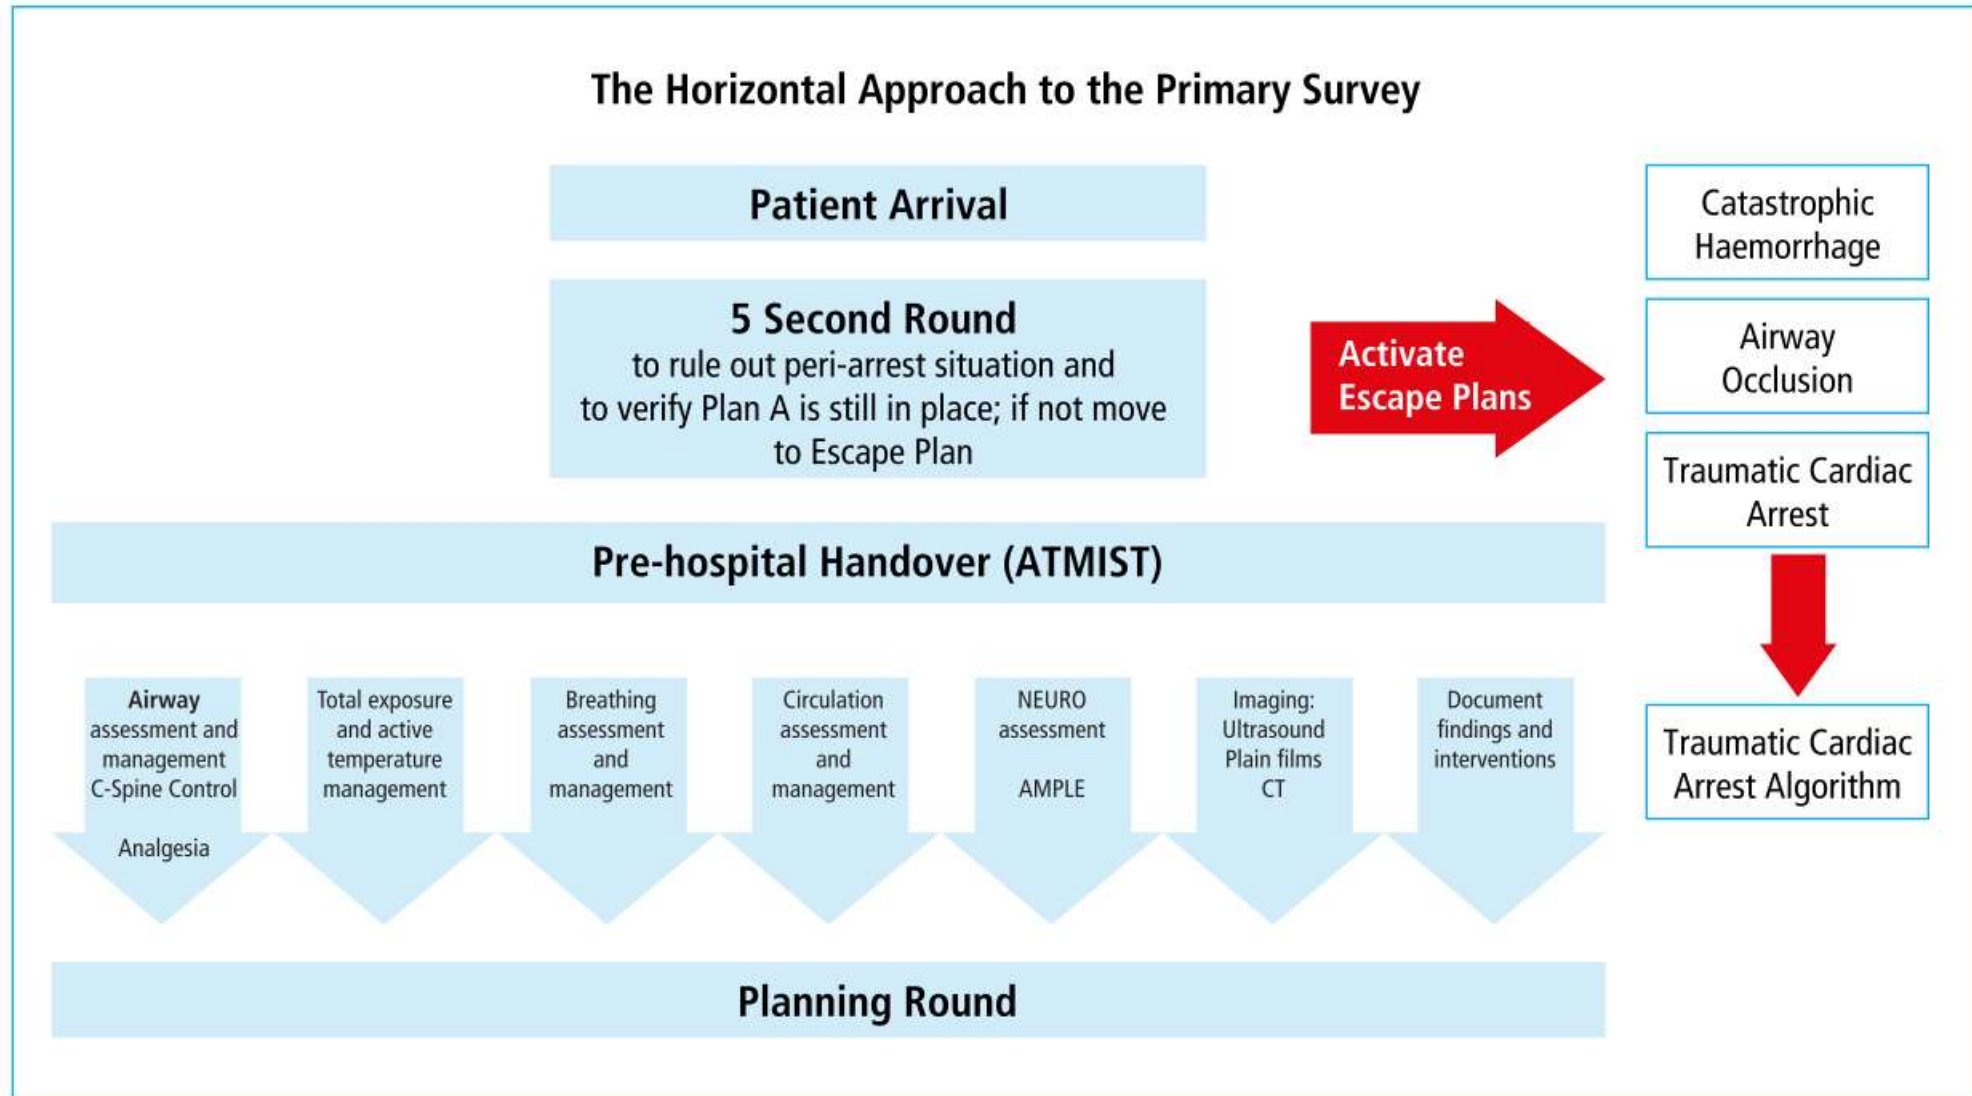 The Horizontal Approach to the Primary Survey
Patient Arrival
5 Second Round
to rule out peri-arrest situation and
to verify Plan A is still in place; if not move
to Escape Plan
Activate
Escape Plans
Catastrophic
Haemorrhage
Airway
Occlusion
Traumatic Cardiac
Arrest
Pre-hospital Handover (ATMIST)
Airway
assessment and
management
C-Spine Control
Analgesia
Total exposure
and active
temperature
management
Breathing
assessment
and
management
Circulation
assessment
and
management
NEURO
assessment
AMPLE
Imaging:
Ultrasound
Plain films
CT
Document
findings and
interventions
Traumatic Cardiac
Arrest Algorithm
Planning Round